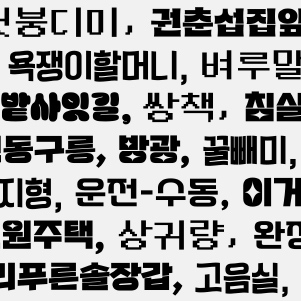 붕디미, 권춘섭집앞
욕쟁이할머니, 벼루말
밭사잇길, 쌍책, 침실
동구릉, 방광, 꿀빼미,
지형, 운전-수동, 이거
원주택, 상귀량, 완장
푸른솔장갑, 고음실,